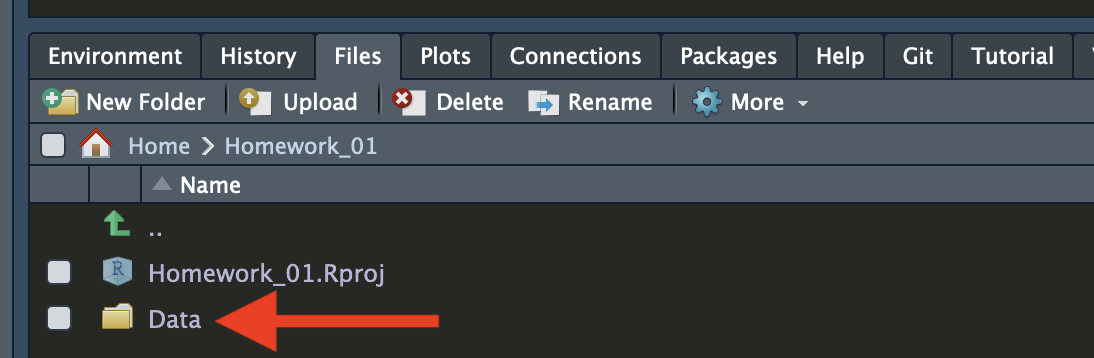 Environment History Files Plots Connections Packages Help Git Tutorial
New Folder Upload Delete Rename More
Home Homework_01
Name
..
R Homework_01.Rproj
Data